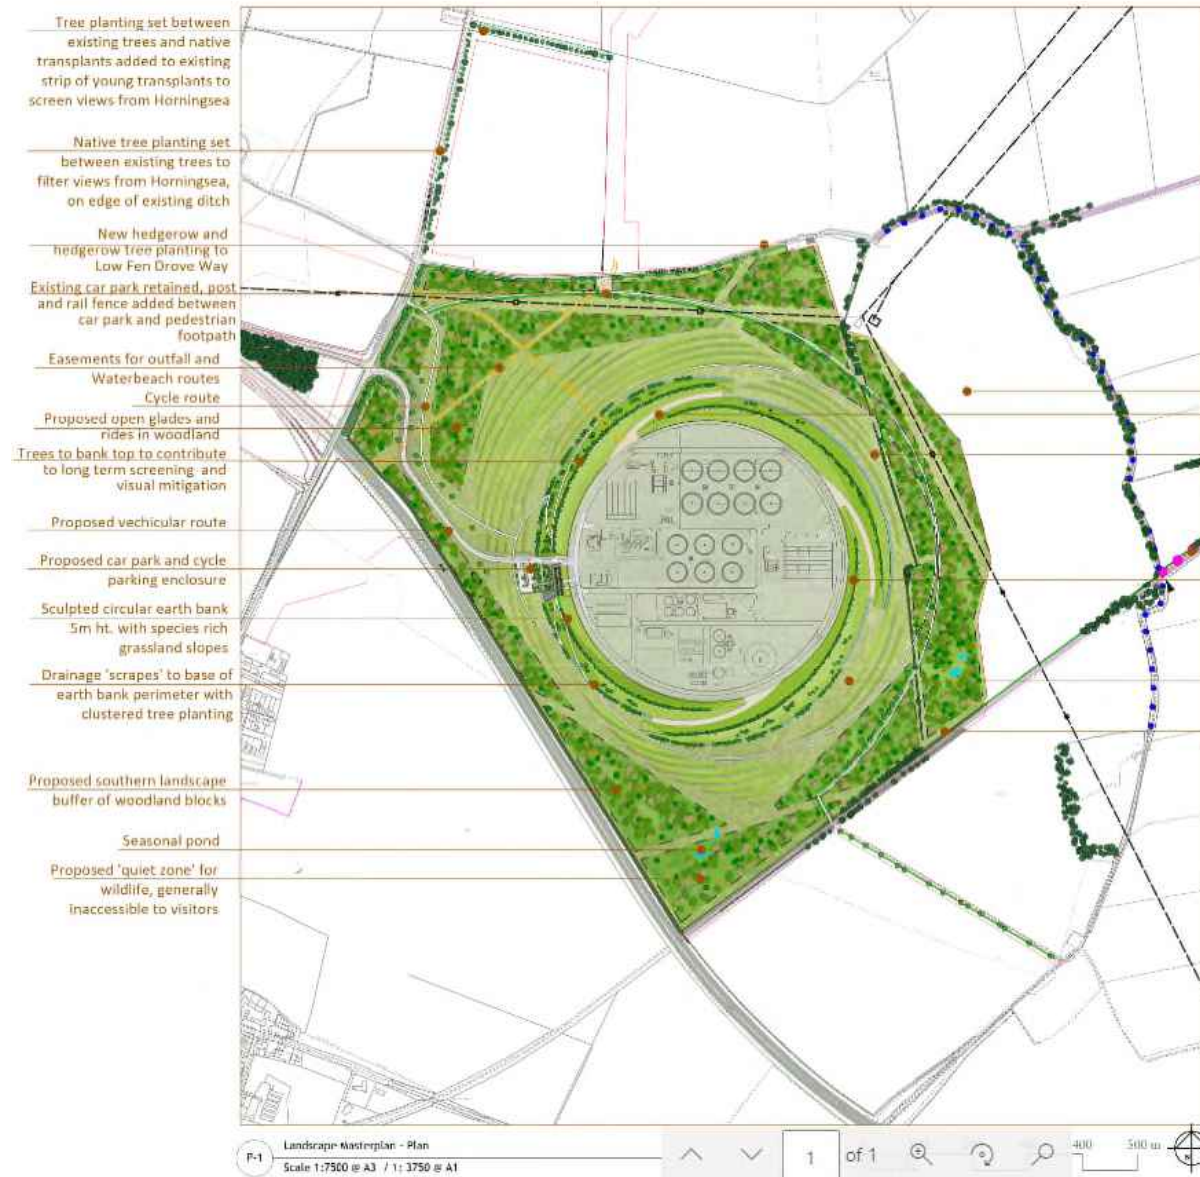 Tree planting set between
existing trees and native
transplants added to existing
strip of young transplants to
screen views from Horningsea
Native tree planting set
between existing trees to
filter views from Horningsea,
on edge of existing ditch
New hedgerow and
hedgerow tree planting to
Low Fen Drove Way
Existing car park retained, post
and rail fence added between
car park and pedestrian
footpath
Easements for outfall and
Waterbeach routes
Cycle route
Proposed open glades and
rides in woodland
Trees to bank top to contribute
to long term screening and
visual mitigation
Proposed vechicular route
Proposed car park and cycle
parking enclosure
Sculpted circular earth bank
5m ht. with species rich
grassland slopes
Drainage 'scrapes' to base of
earth bank perimeter with
clustered tree planting
Proposed southern landscape
buffer of woodland blocks
Seasonal pond
Proposed 'quiet zone' for
wildlife, generally
inaccessible to visitors
P-1
Landscape Masterplan - Plan
Scale 1:7500 @ A3 / 1: 3750 @ A1
1 of 1
400 500 m
N